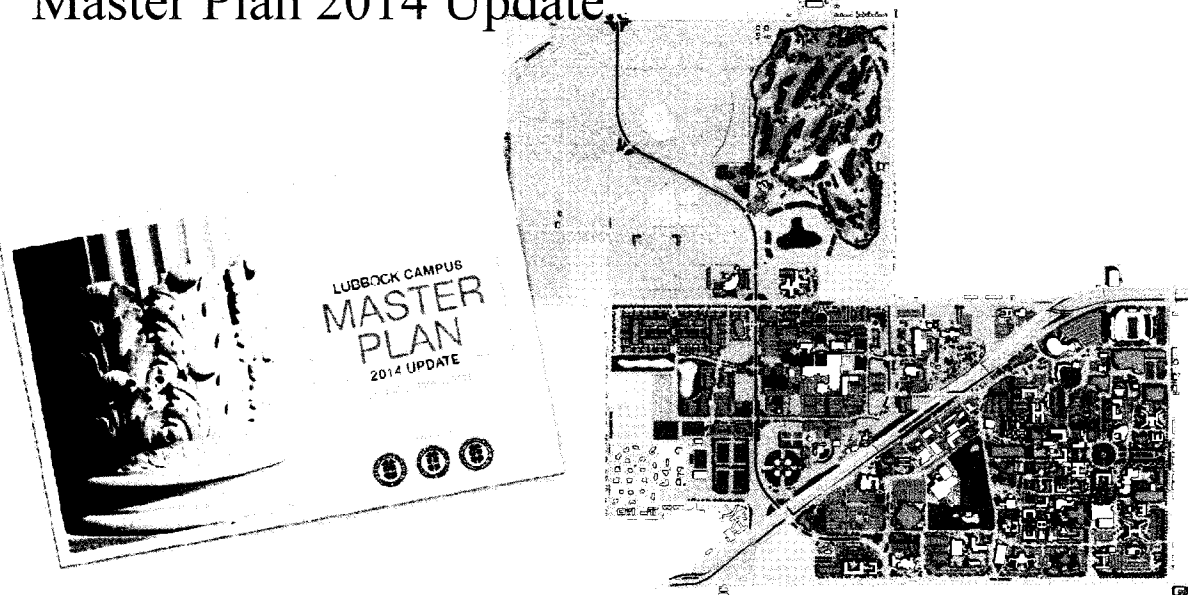 Master Plan 2014 Update
LUBBOCK CAMPUS
MASTER
PLAN
2014 UPDATE